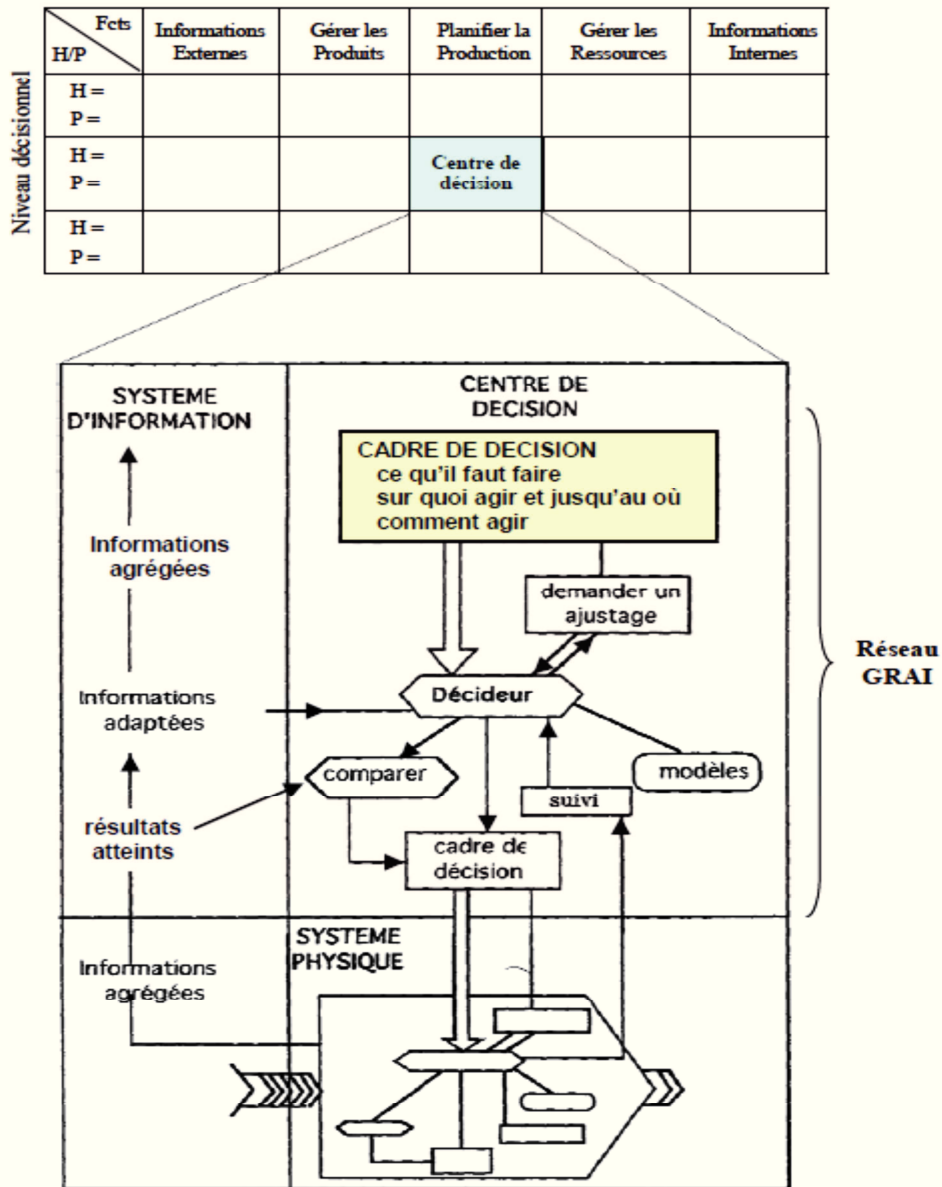 Fcts
H/P
Informations
Externes
Gérer les
Produits
Planifier la
Production
Gérer les
Ressources
Informations
Internes
Niveau décisionnel
H =
P =
H =
P =
Centre de
décision
H =
P =
SYSTEME
D'INFORMATION
CENTRE DE
DECISION
CADRE DE DECISION
ce qu'il faut faire
sur quoi agir et jusqu'au où
comment agir
Informations
agrégées
demander un
ajustage
Réseau
GRAI
Informations
adaptées
Décideur
comparer
modèles
suivi
résultats
atteints
cadre de
décision
SYSTEME
PHYSIQUE
Informations
agrégées